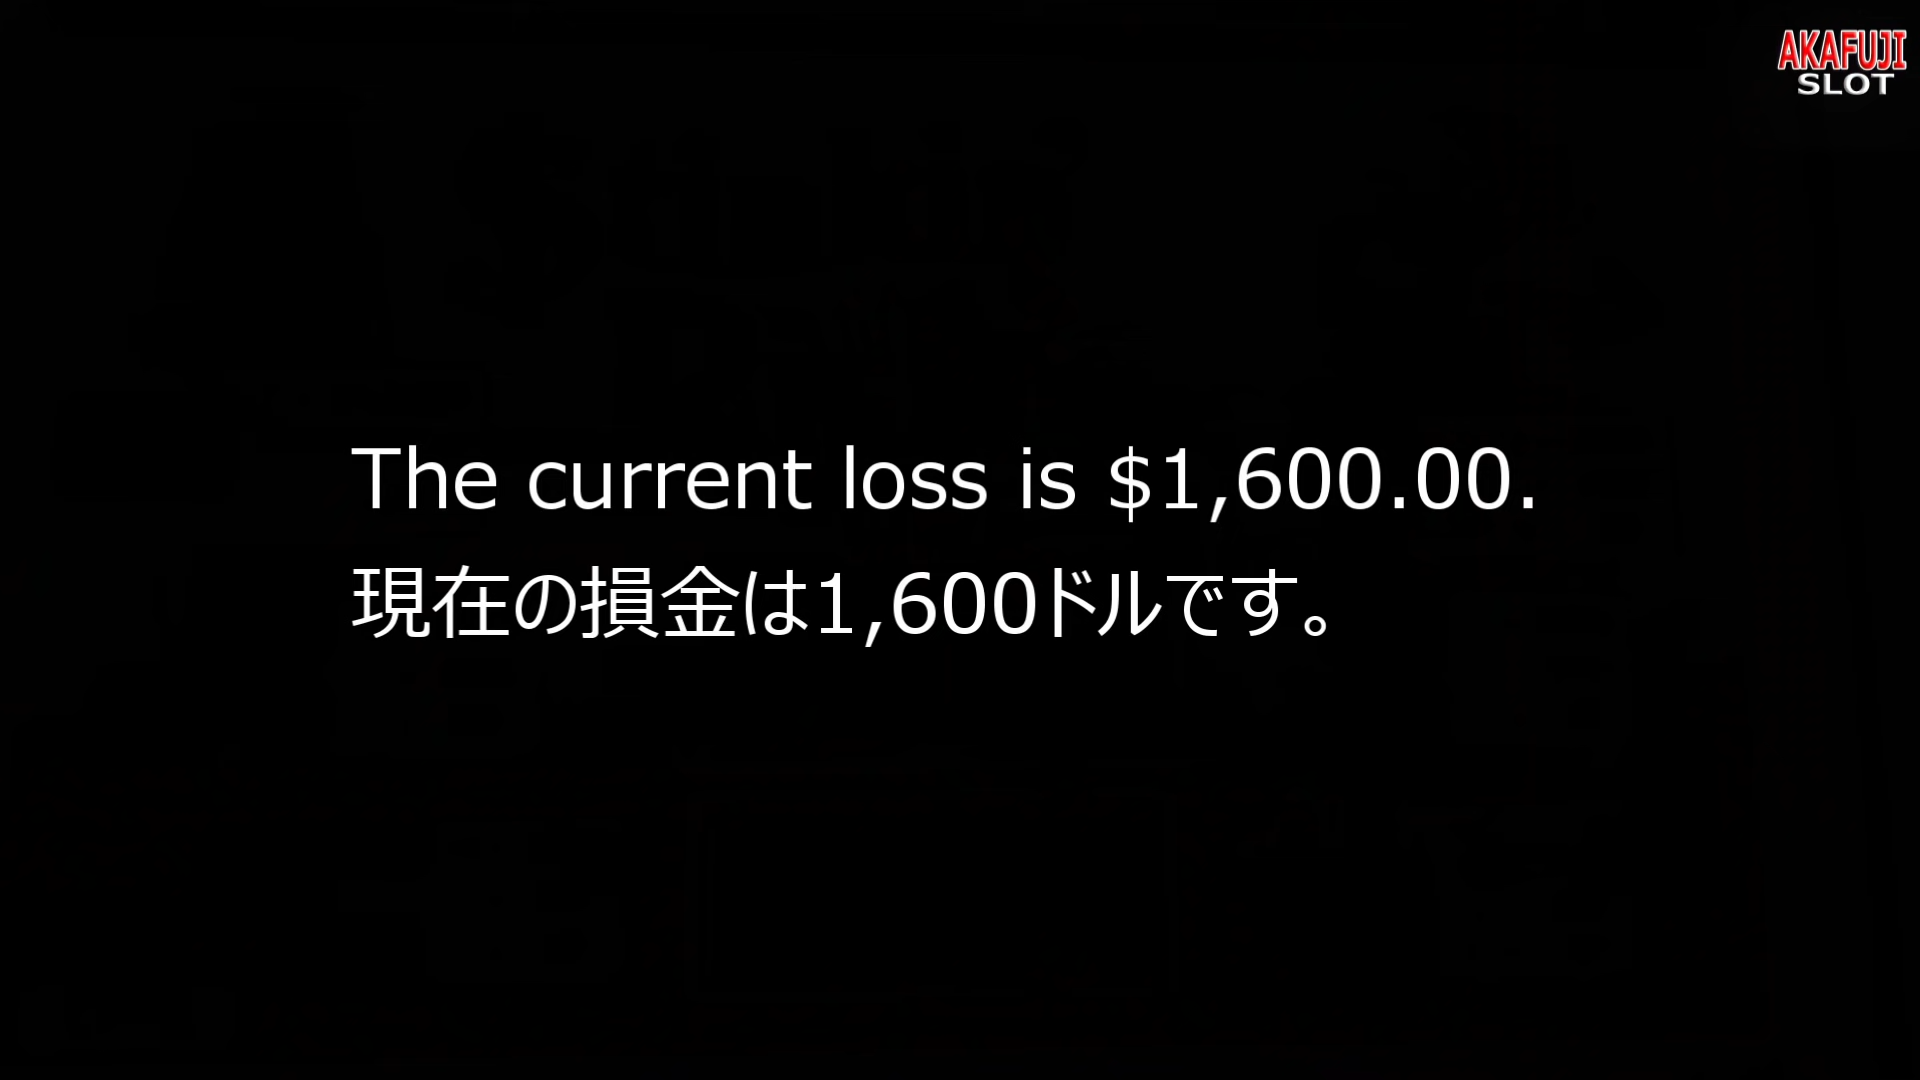 AKAFUJI
SLOT
The current loss is $1,600.00.
現在の損金は1,600ドルです。